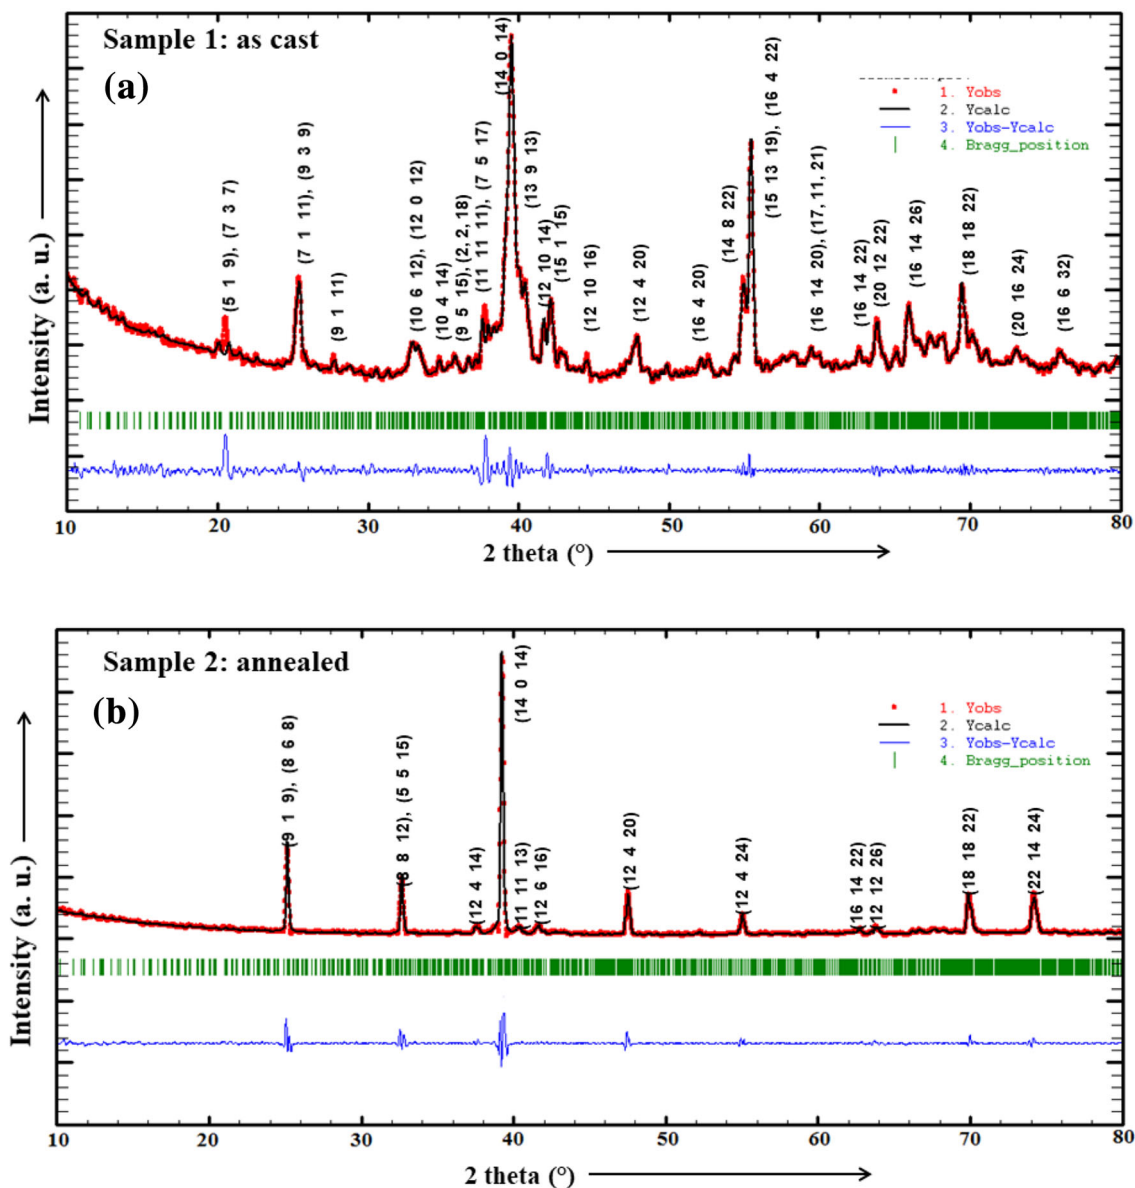 Sample 1: as cast
(a)
1. Yobs
2. Ycalc
3. Yobs-Ycalc
4. Bragg_position
(5 1 9), (7 3 7)
(7 1 11), (9 3 9)
(9 1 11)
(10 6 12), (12 0 12)
(10 4 14)
(9 5 15), (2, 2, 18)
(11 11 11), (7 5 17)
(14 0 14)
(13 9 13)
(12 10 14)
(15 1 15)
(12 10 16)
(12 4 20)
(16 4 20)
(14 8 22)
(15 13 19), (16 4 22)
(16 14 20), (17, 11, 21)
(16 14 22)
(20 12 22)
(16 14 26)
(18 18 22)
(20 16 24)
(16 6 32)
Intensity (a. u.)
10 20 30 40 50 60 70 80
2 theta (°)
Sample 2: annealed
(b)
1. Yobs
2. Ycalc
3. Yobs-Ycalc
4. Bragg_position
(9 1 9), (8 6 8)
8 12), (5 5 15)
(12 4 14)
(14 0 14)
(11 11 13)
(12 6 16)
(12 4 20)
(12 4 24)
(16 14 22)
(12 12 26)
(18 18 22)
(22 14 24)
Intensity (a. u.)
10 20 30 40 50 60 70 80
2 theta (°)